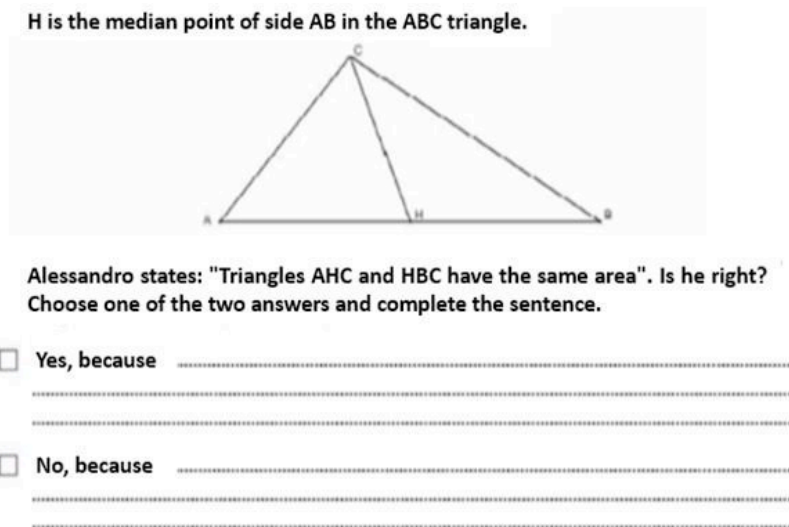 H is the median point of side AB in the ABC triangle.
C
A
H
B
Alessandro states: "Triangles AHC and HBC have the same area". Is he right?
Choose one of the two answers and complete the sentence.
Yes, because
No, because